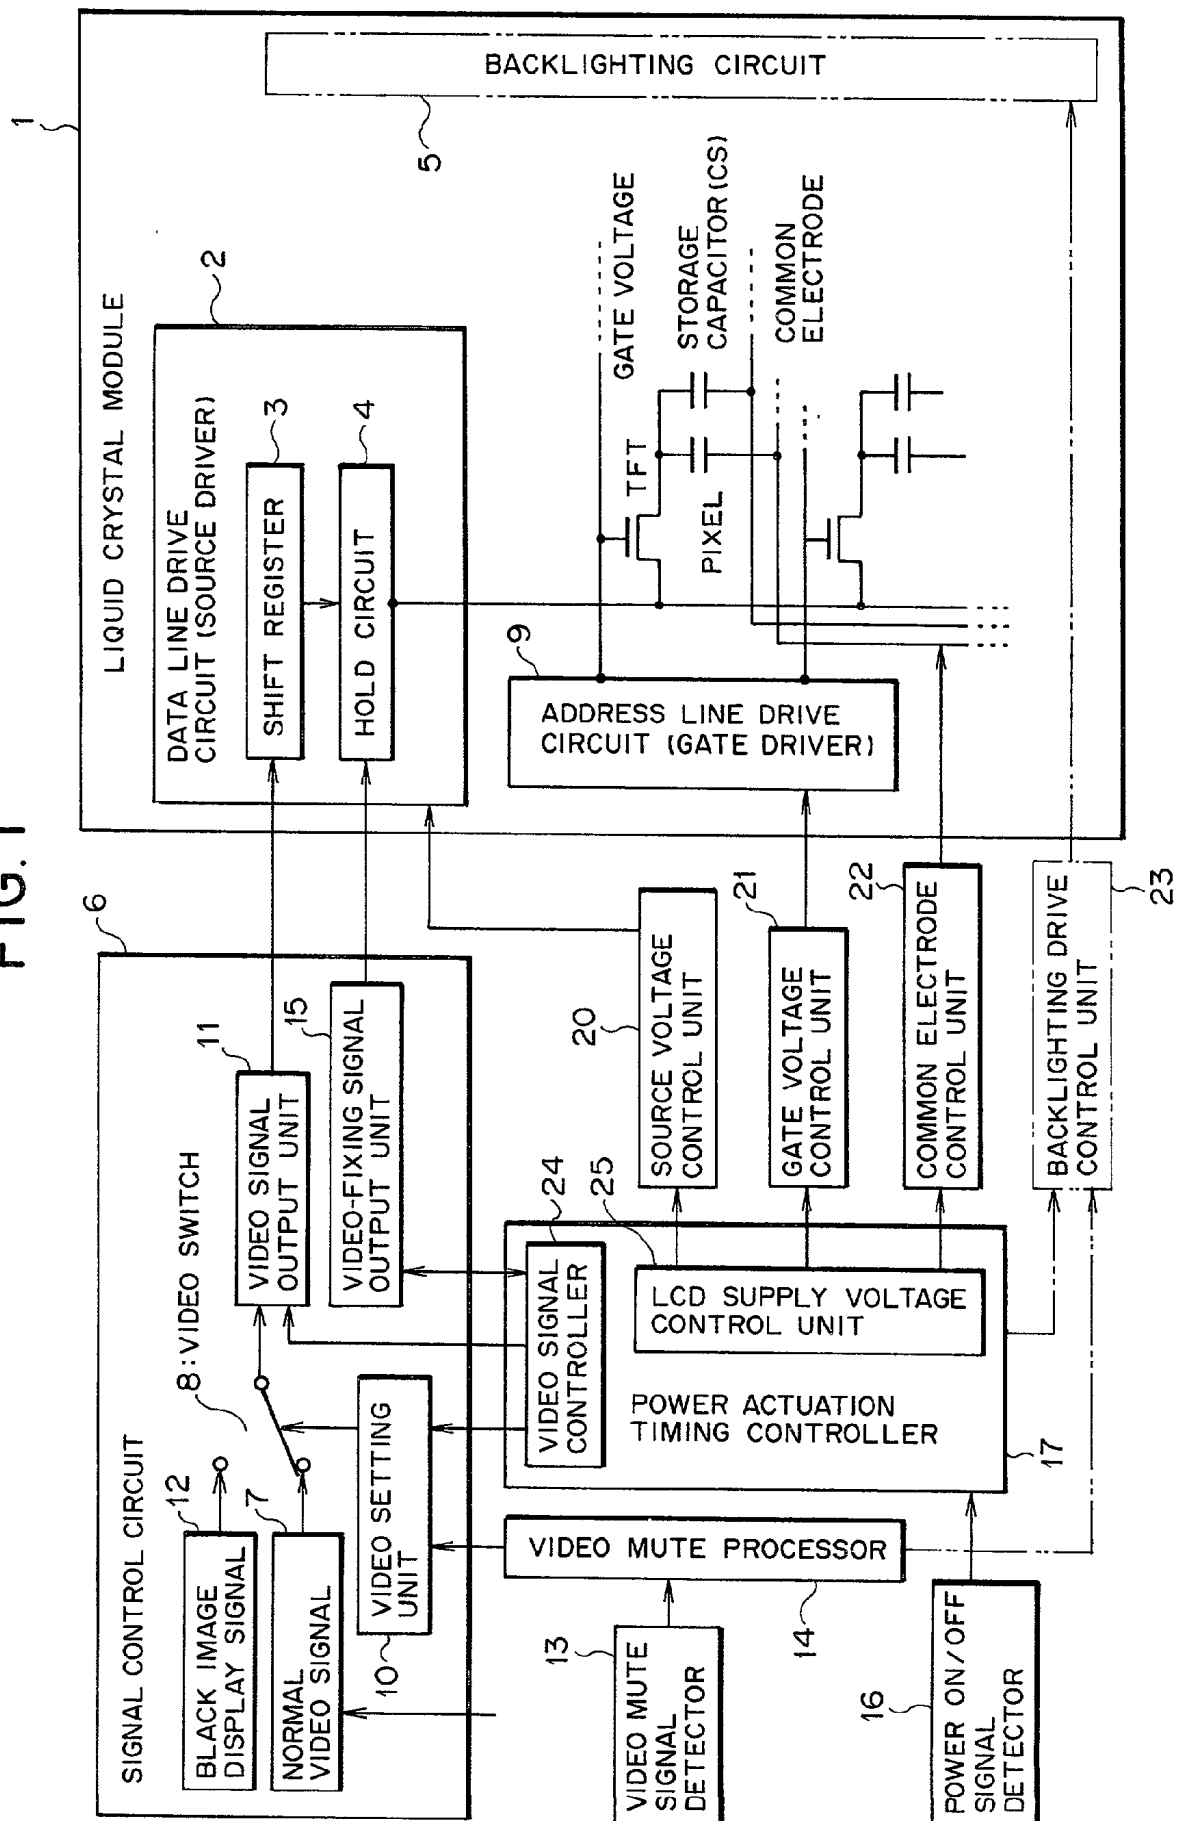 FIG. 1
SIGNAL CONTROL CIRCUIT
6
BLACK IMAGE
DISPLAY SIGNAL
12
NORMAL
VIDEO SIGNAL
7
8:VIDEO SWITCH
VIDEO SETTING
UNIT
10
VIDEO SIGNAL
OUTPUT UNIT
11
VIDEO-FIXING SIGNAL
OUTPUT UNIT
15
VIDEO MUTE
SIGNAL
DETECTOR
13
VIDEO MUTE PROCESSOR
14
POWER ON/OFF
SIGNAL
DETECTOR
16
VIDEO SIGNAL
CONTROLLER
24
LCD SUPPLY VOLTAGE
CONTROL UNIT
25
POWER ACTUATION
TIMING CONTROLLER
17
SOURCE VOLTAGE
CONTROL UNIT
20
GATE VOLTAGE
CONTROL UNIT
21
COMMON ELECTRODE
CONTROL UNIT
22
BACKLIGHTING DRIVE
CONTROL UNIT
23
LIQUID CRYSTAL MODULE
1
DATA LINE DRIVE
CIRCUIT (SOURCE DRIVER)
2
SHIFT REGISTER
3
HOLD CIRCUIT
4
ADDRESS LINE DRIVE
CIRCUIT (GATE DRIVER)
9
TFT
PIXEL
GATE VOLTAGE
STORAGE
CAPACITOR(CS)
COMMON
ELECTRODE
BACKLIGHTING CIRCUIT
5